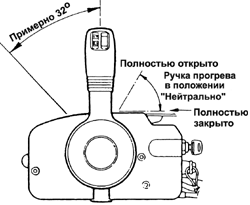 Примерно 32°
Полностью открыто
Ручка прогрева
в положении
"Нейтрально"
Полностью
закрыто